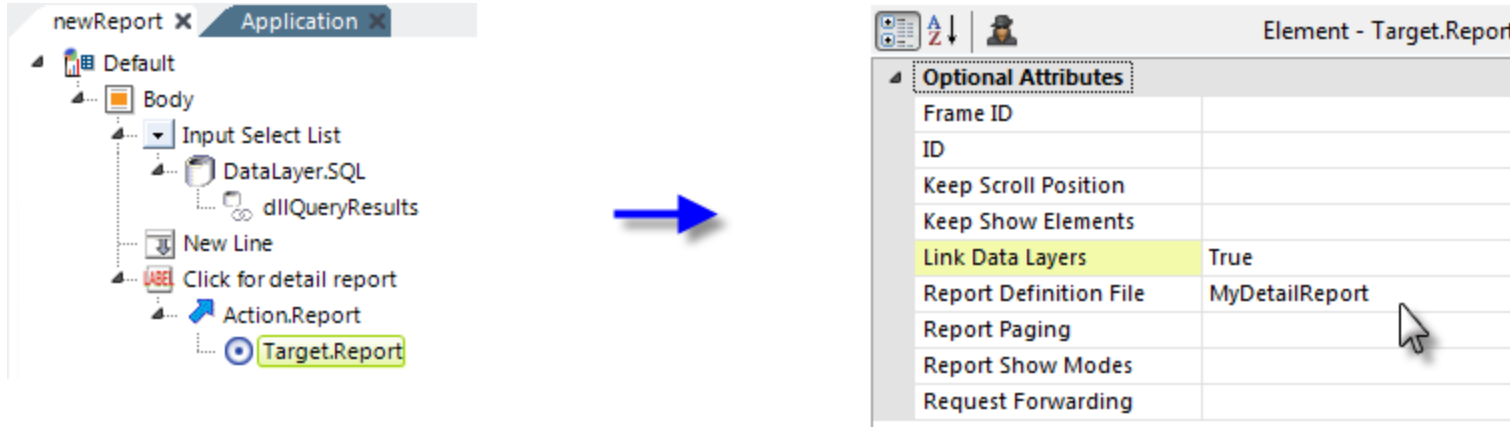 newReport
Application
Default
Body
Input Select List
DataLayer.SQL
dllQueryResults
New Line
LABEL Click for detail report
Action.Report
Target.Report
A
Z
Element - Target.Report
Optional Attributes
Frame ID
ID
Keep Scroll Position
Keep Show Elements
Link Data Layers True
Report Definition File MyDetailReport
Report Paging
Report Show Modes
Request Forwarding